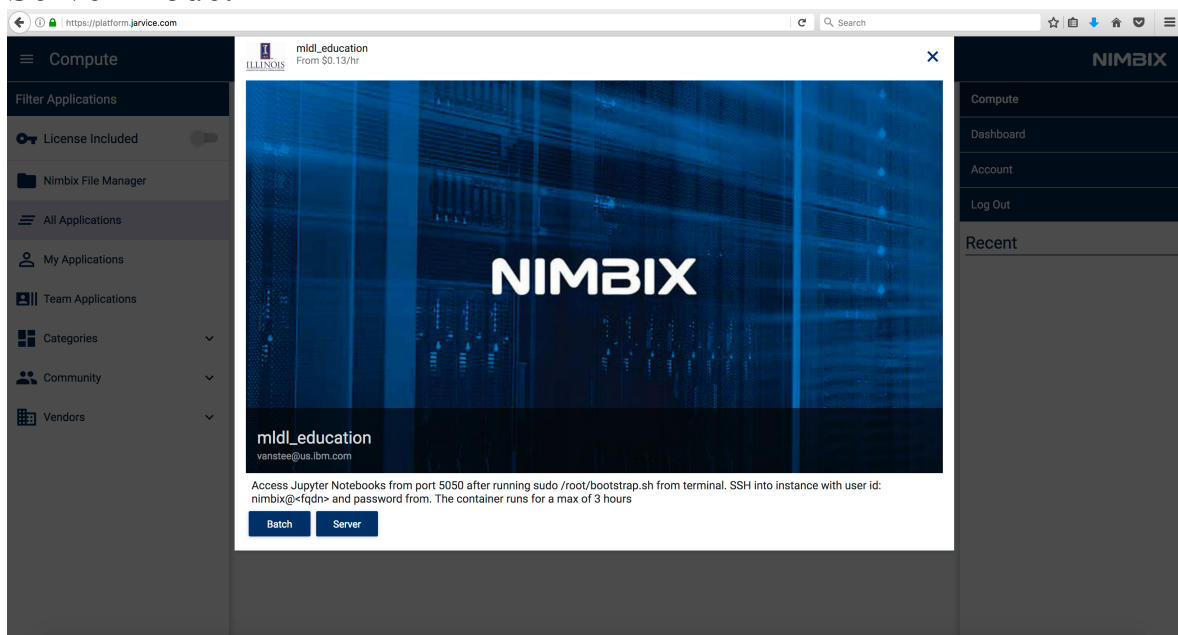 https://platform.jarvice.com
Search
Compute
mldl_education
From $0.13/hr
ILLINOIS
NIMBIX
Filter Applications
License Included
Nimbix File Manager
All Applications
My Applications
Team Applications
Categories
Community
Vendors
NIMBIX
mldl_education
vanstee@us.ibm.com
Access Jupyter Notebooks from port 5050 after running sudo /root/bootstrap.sh from terminal. SSH into instance with user id:
nimbix@<fqdn> and password from. The container runs for a max of 3 hours
Batch
Server
Compute
Dashboard
Account
Log Out
Recent